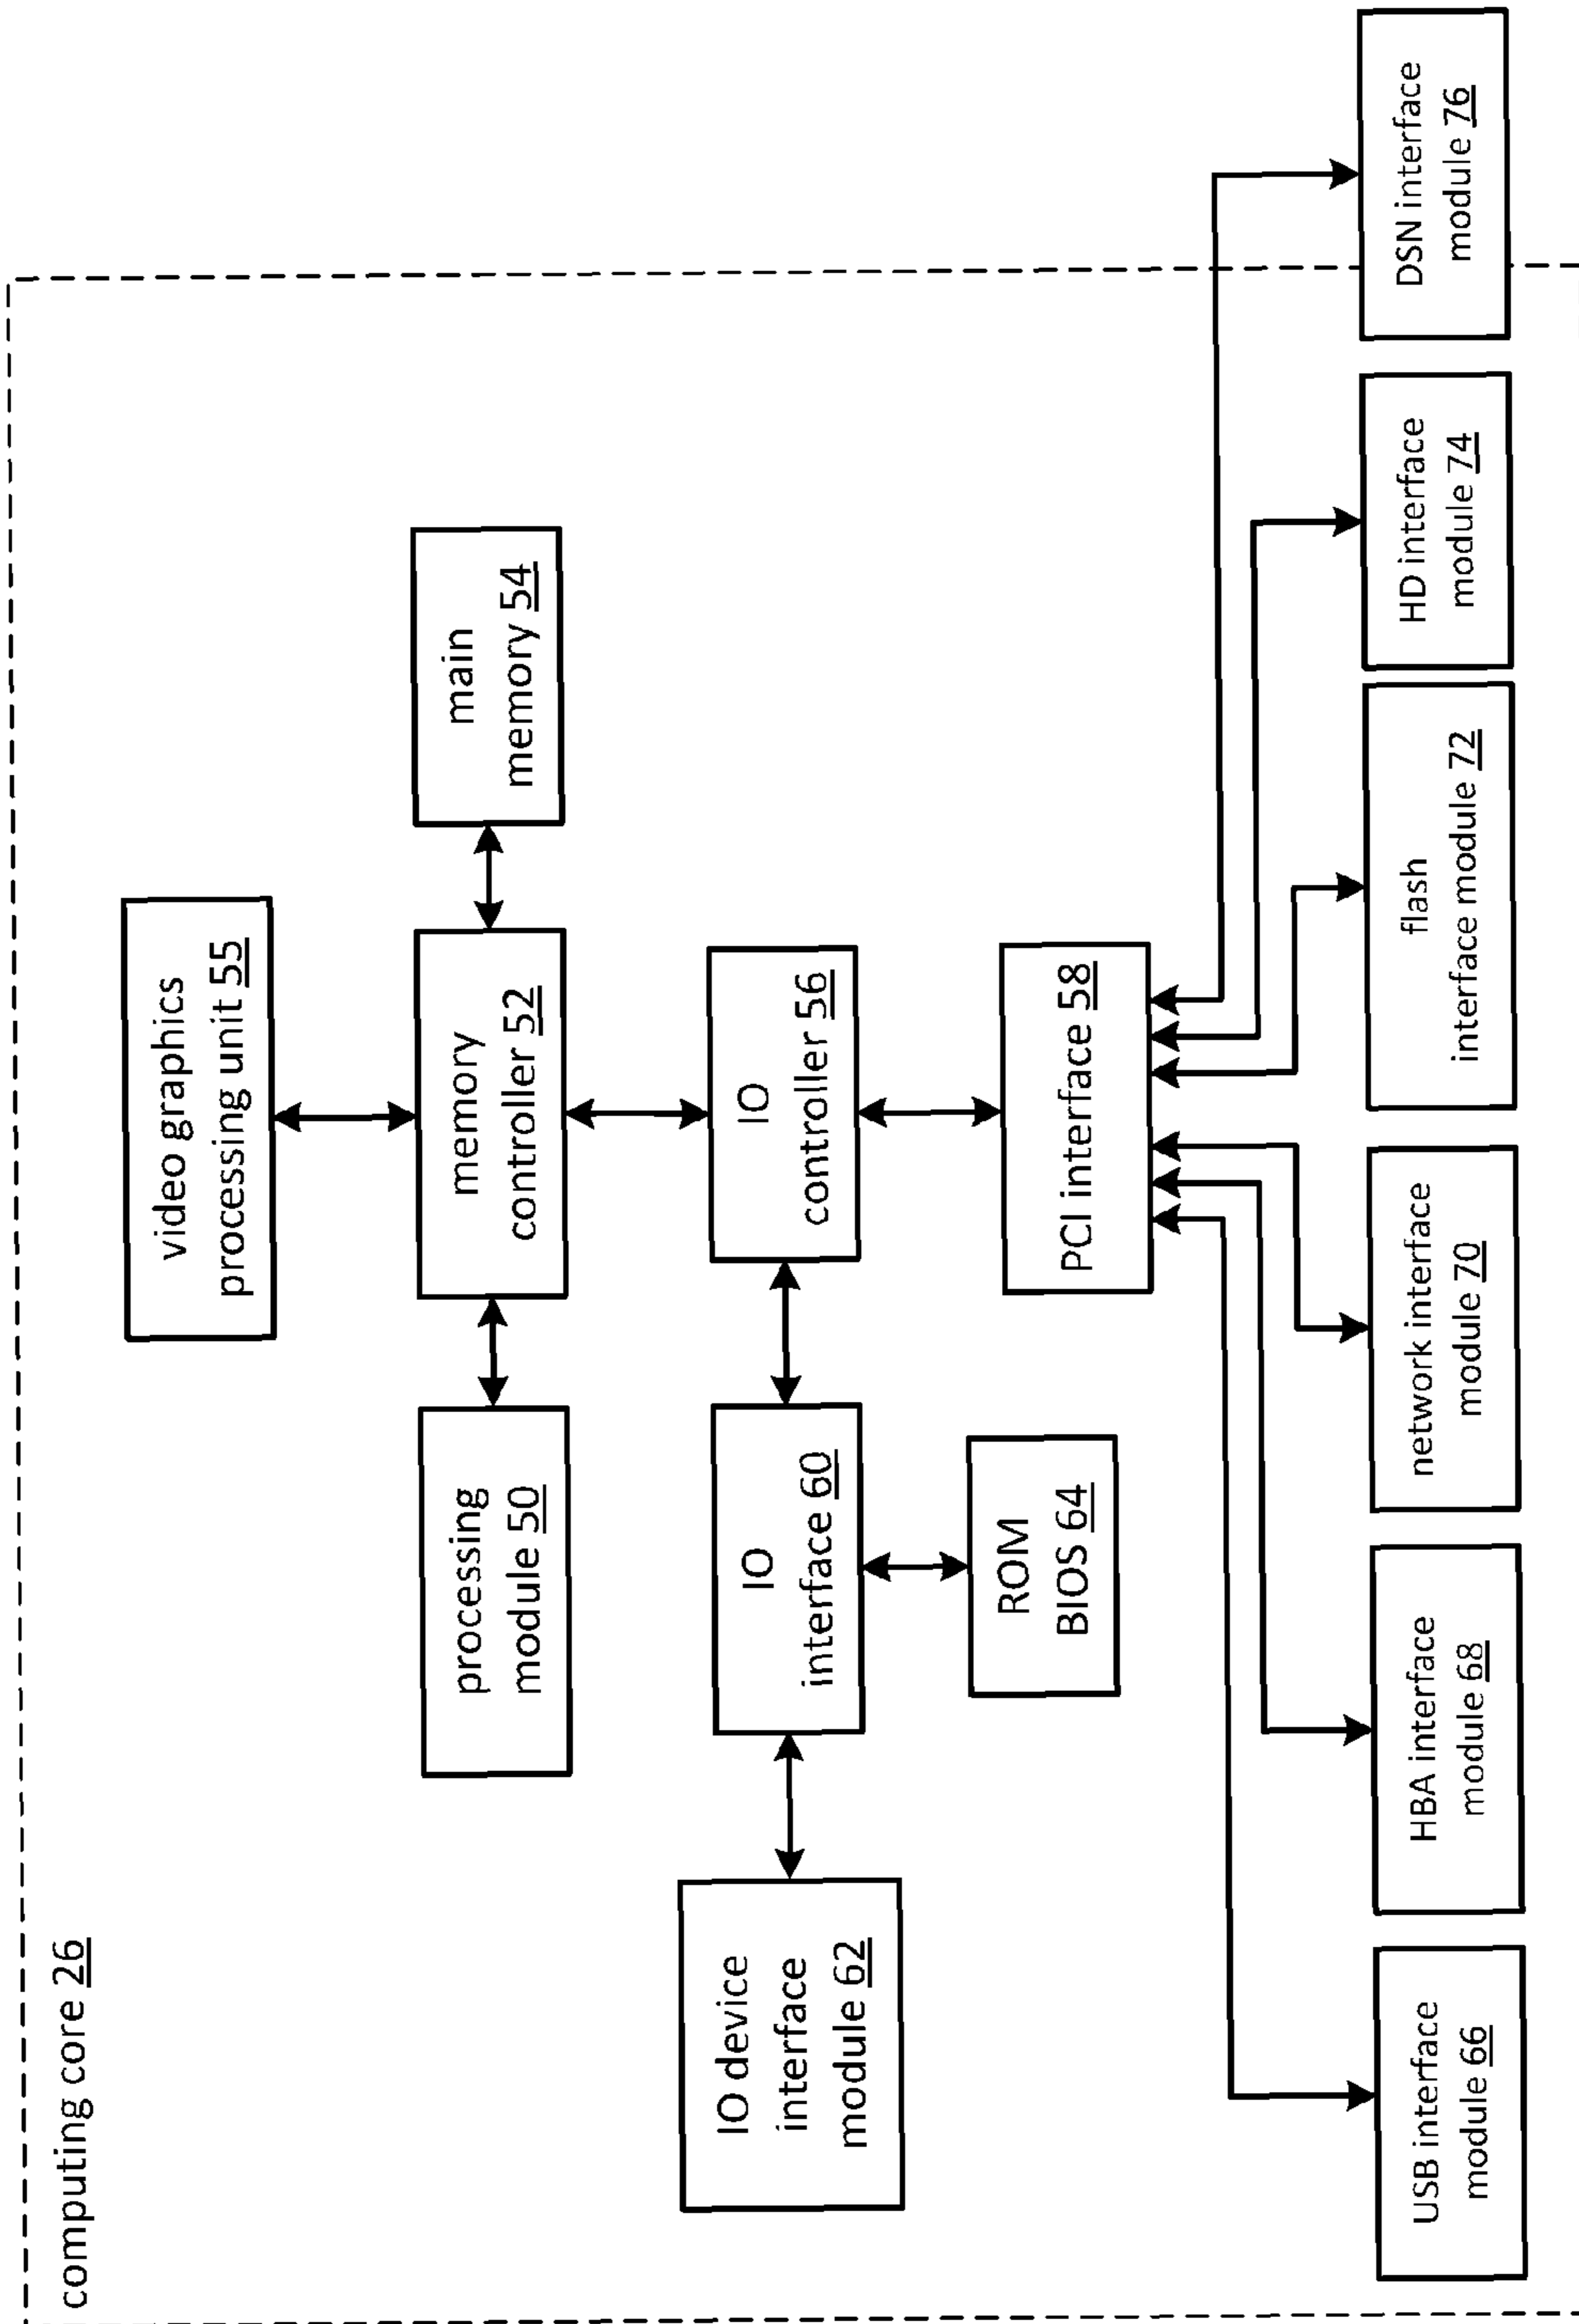 computing core 26
video graphics
processing unit 55
processing
module 50
memory
controller 52
main
memory 54
IO device
interface
module 62
IO
interface 60
IO
controller 56
ROM
BIOS 64
PCI interface 58
USB interface
module 66
HBA interface
module 68
network interface
module 70
flash
interface module 72
HD interface
module 74
DSN interface
module 76